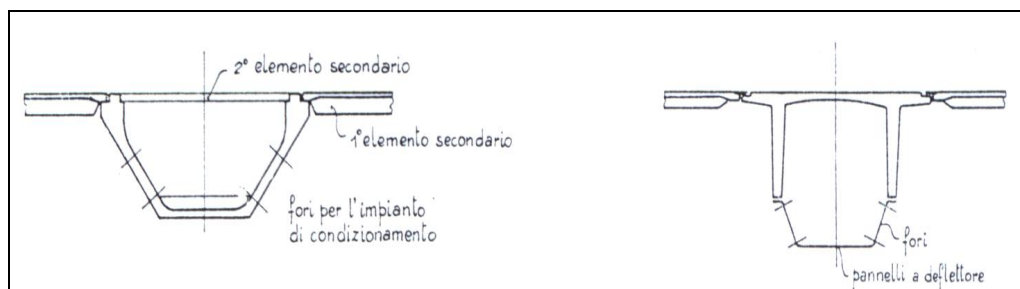 2° elemento secondario
1° elemento secondario
fori per l'impianto
di condizionamento
fori
pannelli a deflettore